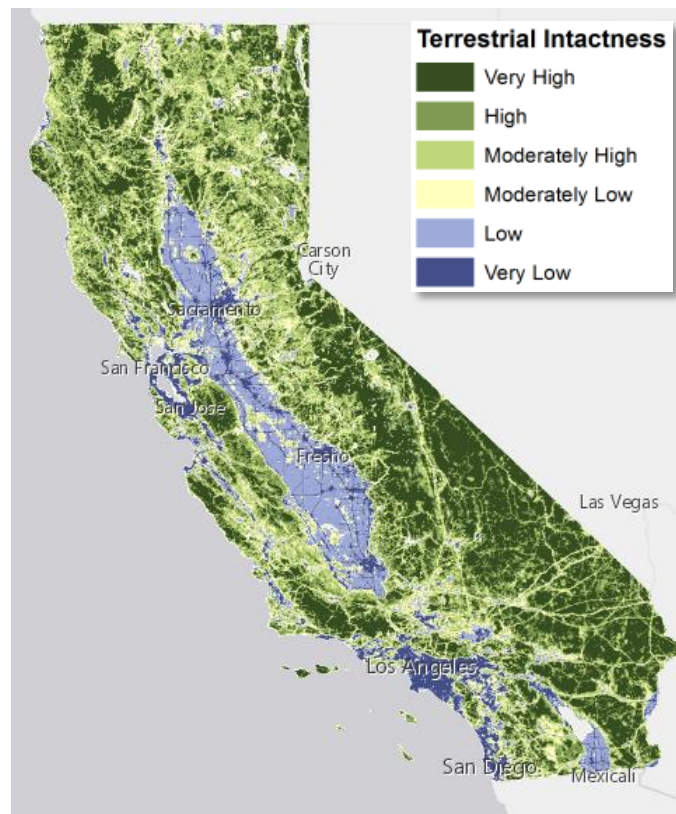 Terrestrial Intactness
Very High
High
Moderately High
Moderately Low
Low
Very Low
Carson
City
Sacramento
San Francisco
San Jose
Fresno
Las Vegas
Los Angeles
San Diego
Mexicali